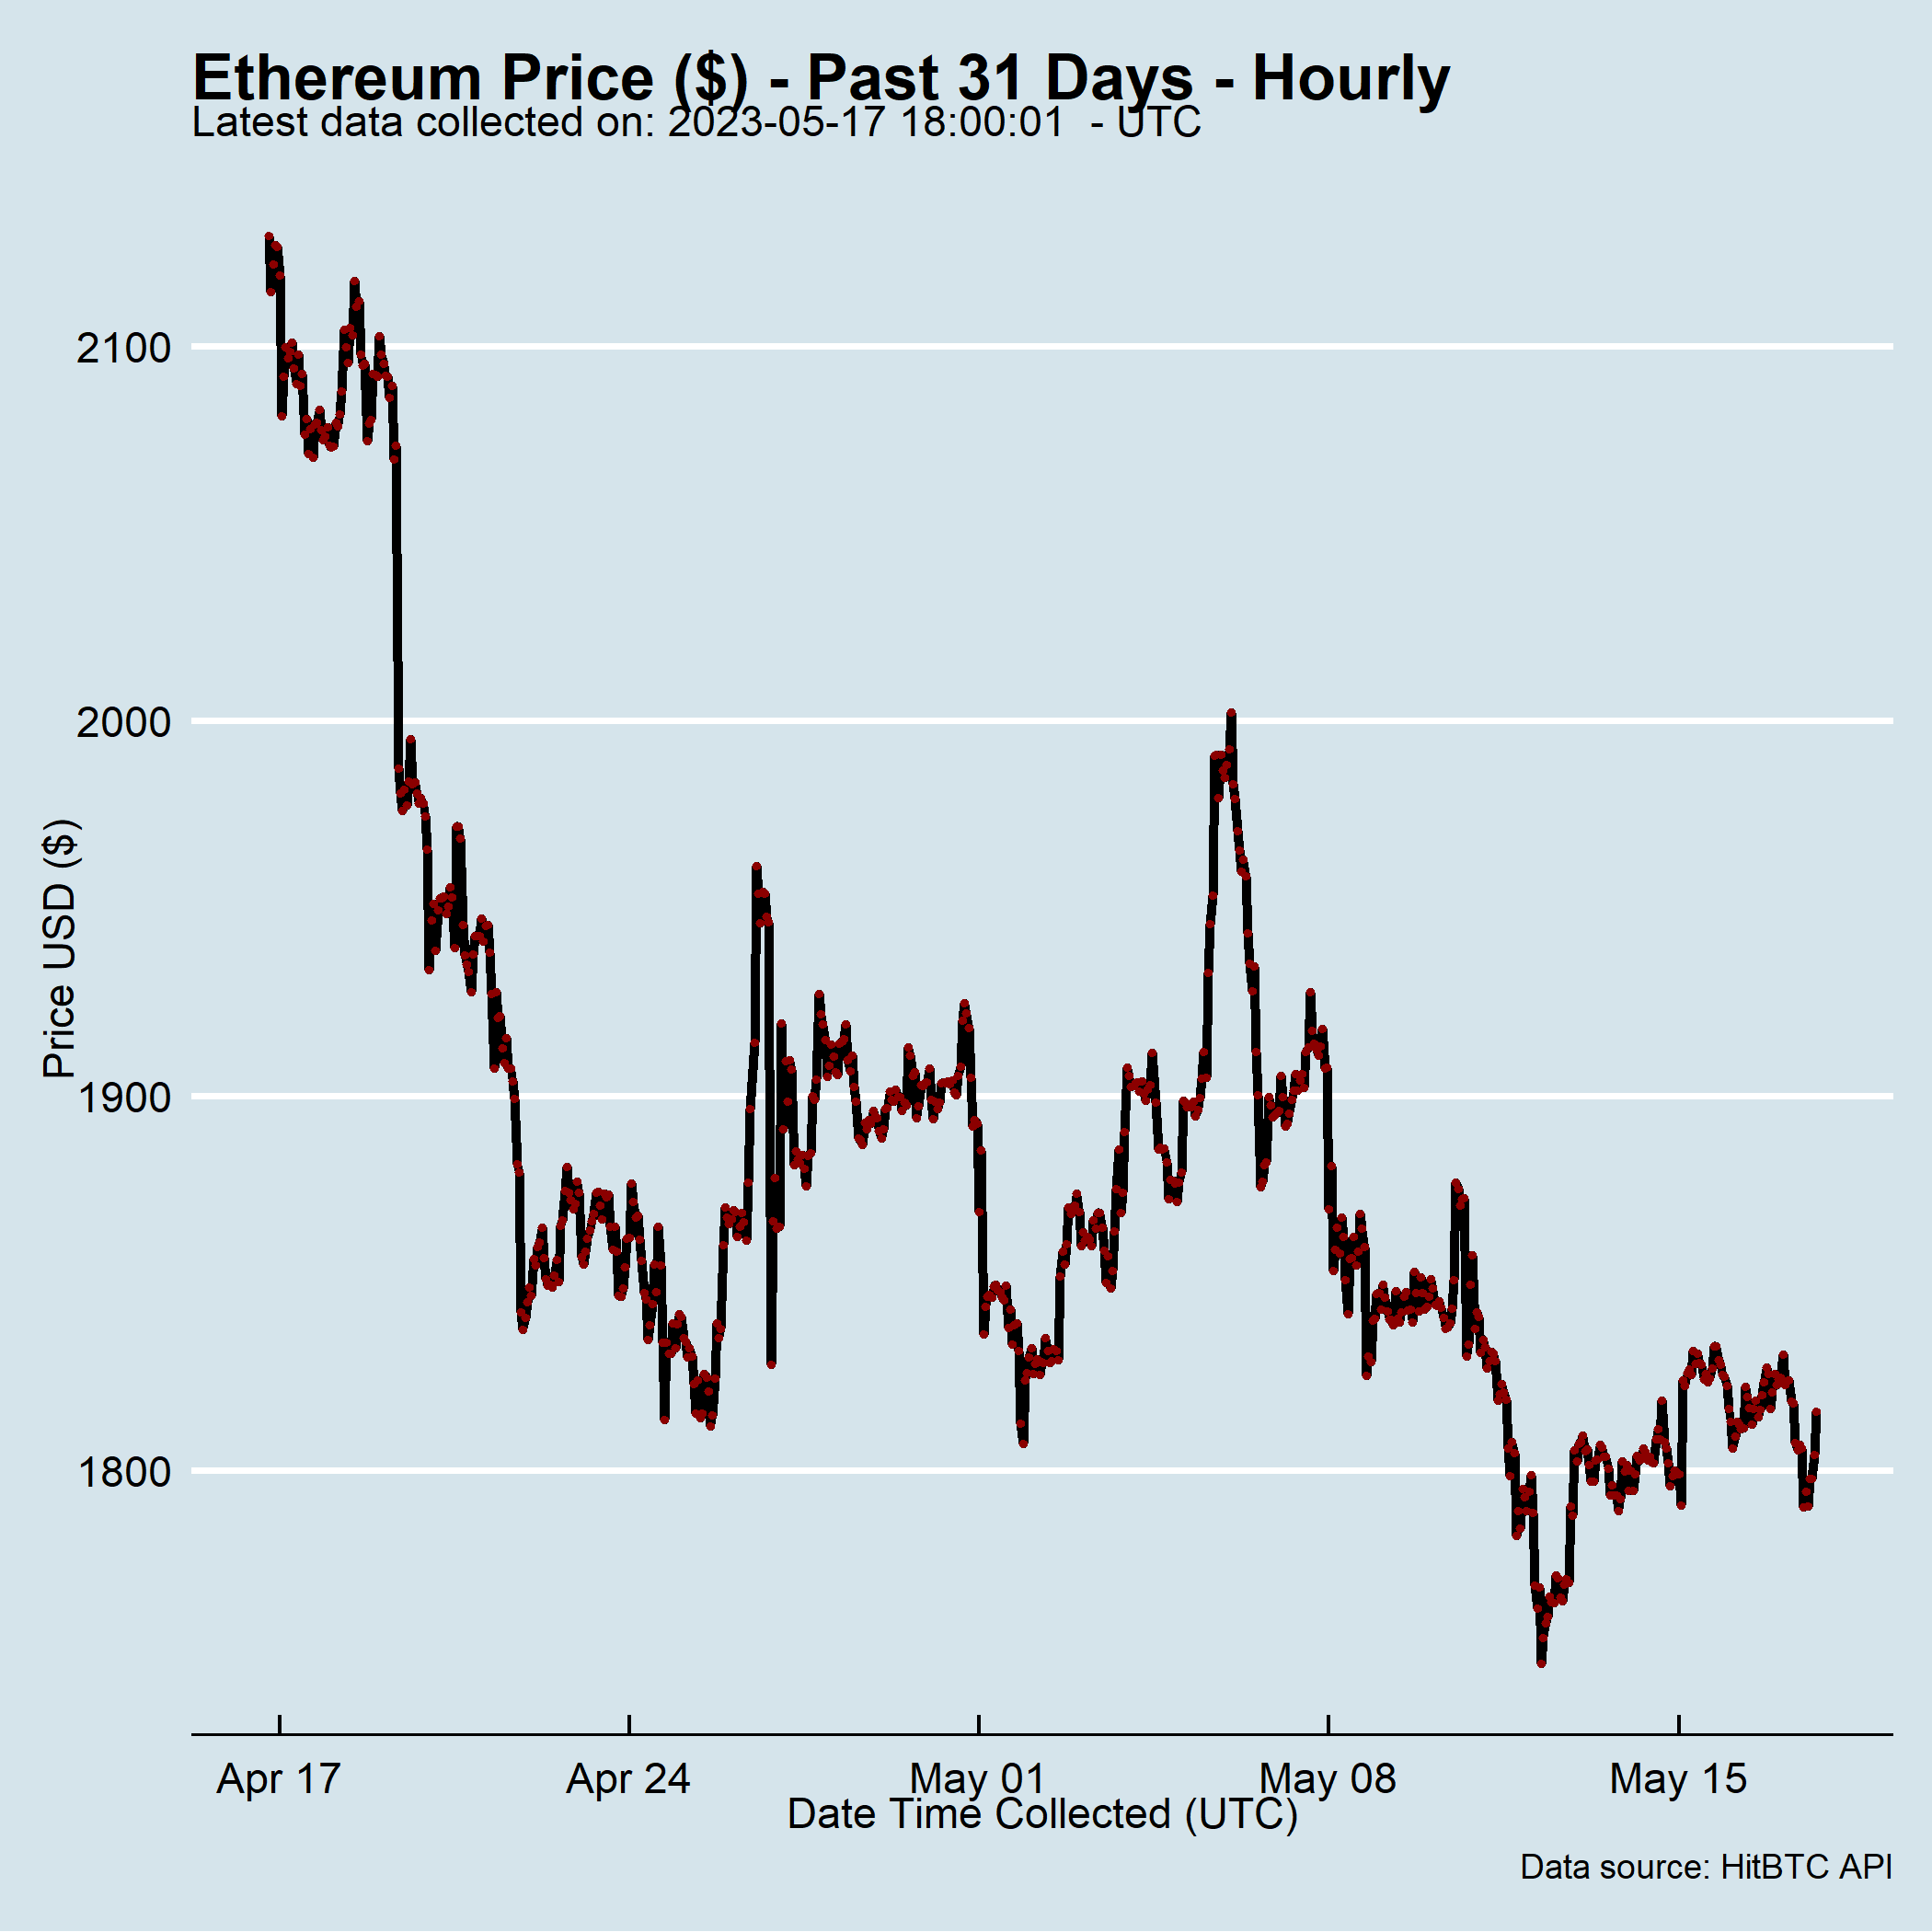 Ethereum Price ($) - Past 31 Days - Hourly
Latest data collected on: 2023-05-17 18:00:01  - UTC
2100
2000
1900
1800
Price USD ($)
Apr 17 Apr 24 May 01 May 08 May 15
Date Time Collected (UTC)
Data source: HitBTC API